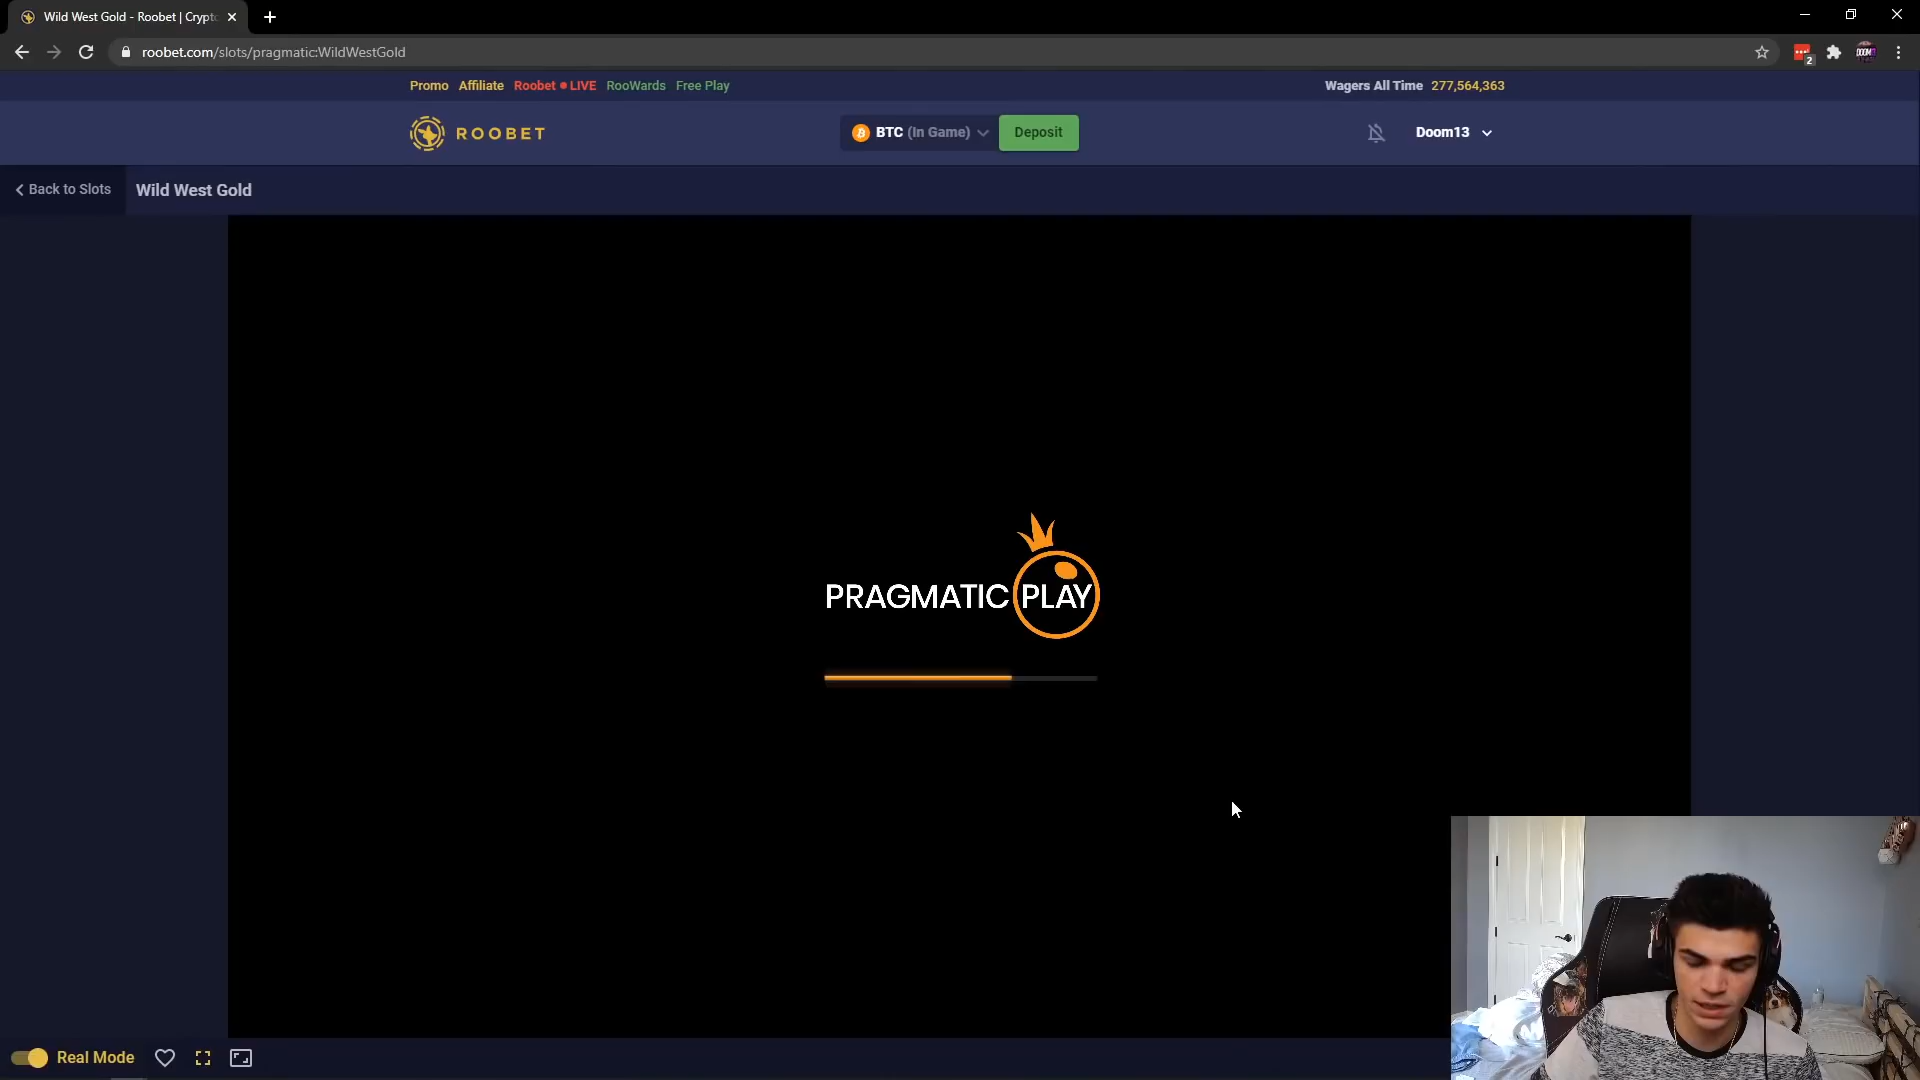 Wild West Gold - Roobet | Crypto
roobet.com/slots/pragmatic:WildWestGold
2
DOOM
Promo Affiliate Roobet LIVE RooWards Free Play
Wagers All Time 277,564,363
ROOBET
BTC (In Game)
Deposit
Doom13
Back to Slots
Wild West Gold
PRAGMATIC PLAY
Real Mode